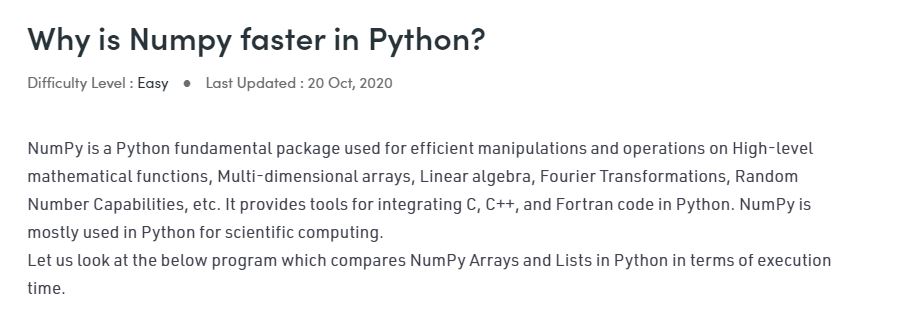 Why is Numpy faster in Python?
Difficulty Level : Easy ● Last Updated : 20 Oct, 2020
NumPy is a Python fundamental package used for efficient manipulations and operations on High-level
mathematical functions, Multi-dimensional arrays, Linear algebra, Fourier Transformations, Random
Number Capabilities, etc. It provides tools for integrating C, C++, and Fortran code in Python. NumPy is
mostly used in Python for scientific computing.
Let us look at the below program which compares NumPy Arrays and Lists in Python in terms of execution
time.